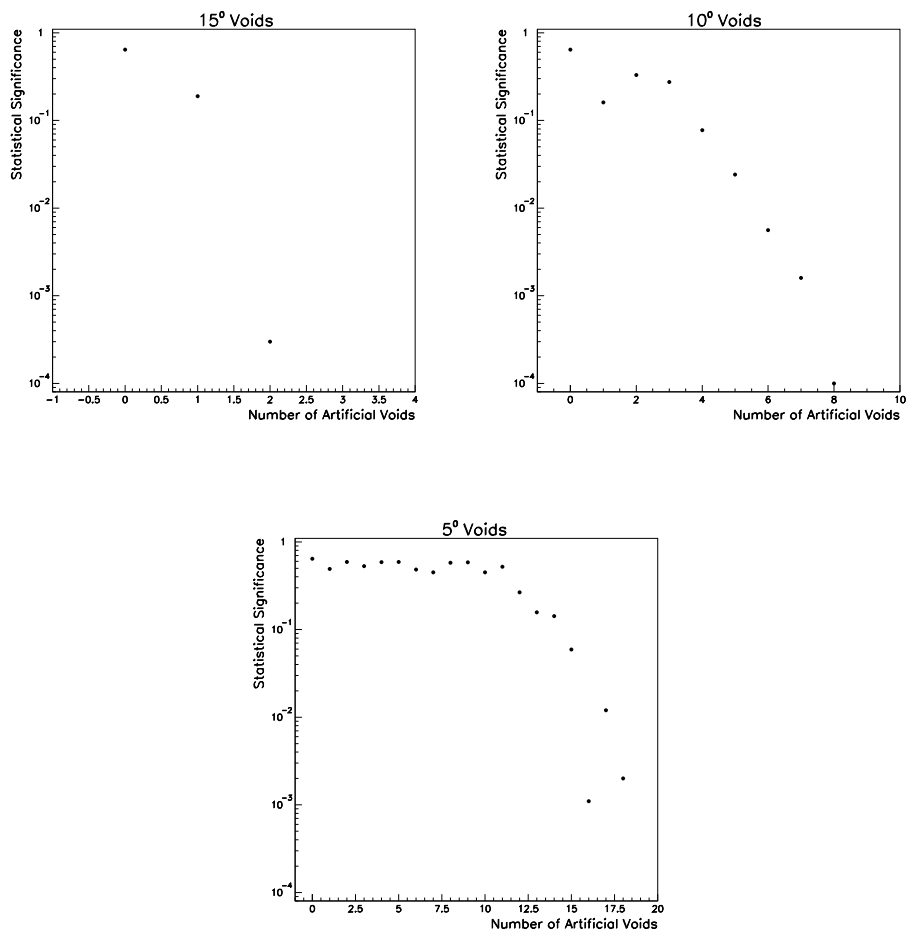 15⁰ Voids
Statistical Significance
1
10⁻¹
10⁻²
10⁻³
10⁻⁴
−1 −0.5 0 0.5 1 1.5 2 2.5 3 3.5 4
Number of Artificial Voids
10⁰ Voids
Statistical Significance
1
10⁻¹
10⁻²
10⁻³
10⁻⁴
0 2 4 6 8 10
Number of Artificial Voids
5⁰ Voids
Statistical Significance
1
10⁻¹
10⁻²
10⁻³
10⁻⁴
0 2.5 5 7.5 10 12.5 15 17.5 20
Number of Artificial Voids